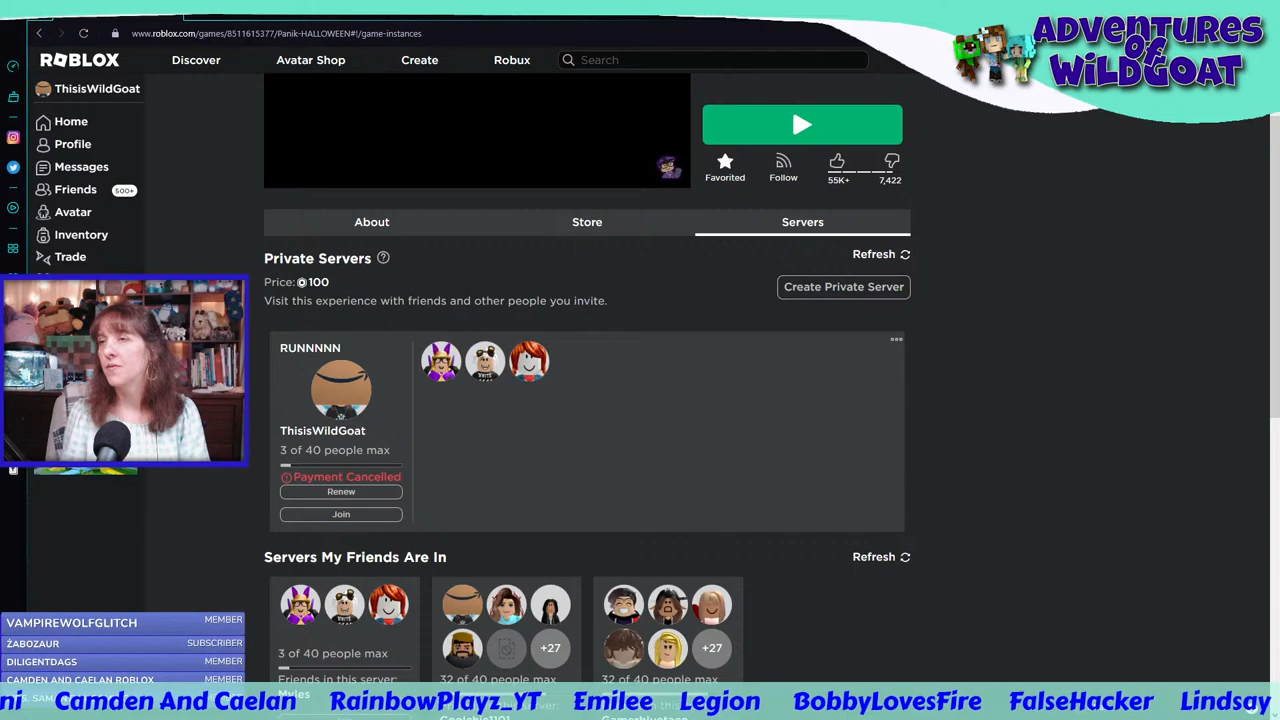 www.roblox.com/games/8511615377/Panik-HALLOWEEN#!/game-instances
ADVENTURES
OF
WILDGOAT
ROBLOX
Discover
Avatar Shop
Create
Robux
Search
ThisisWildGoat
Home
Profile
Messages
Friends
500+
Avatar
Inventory
Trade
Favorited
Follow
55K+
7,422
About
Store
Servers
Private Servers
Refresh
Price: 100
Visit this experience with friends and other people you invite.
Create Private Server
RUNNNNN
ThisisWildGoat
3 of 40 people max
Payment Cancelled
Renew
Join
Servers My Friends Are In
Refresh
+27
+27
3 of 40 people max
32 of 40 people max
32 of 40 people max
Friends in this server:
Myles
VAMPIREWOLFGLITCH MEMBER
ŻABOZAUR SUBSCRIBER
DILIGENTDAGS MEMBER
CAMDEN AND CAELAN ROBLOX MEMBER
ni Camden And Caelan RainbowPlayz_YT Emilee Legion BobbyLovesFire FalseHacker Lindsay